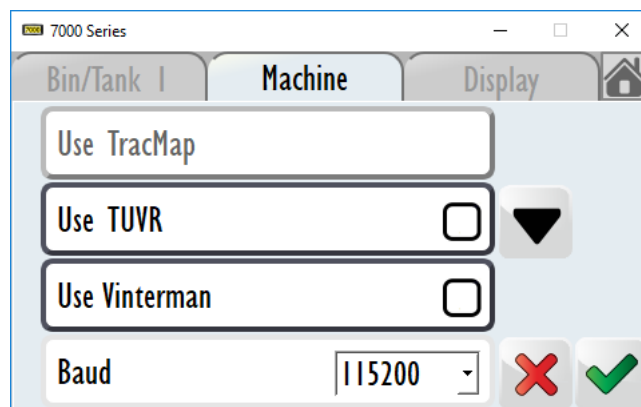 7000 Series
Bin/Tank 1 Machine Display
Use TracMap
Use TUVR
Use Vinterman
Baud 115200